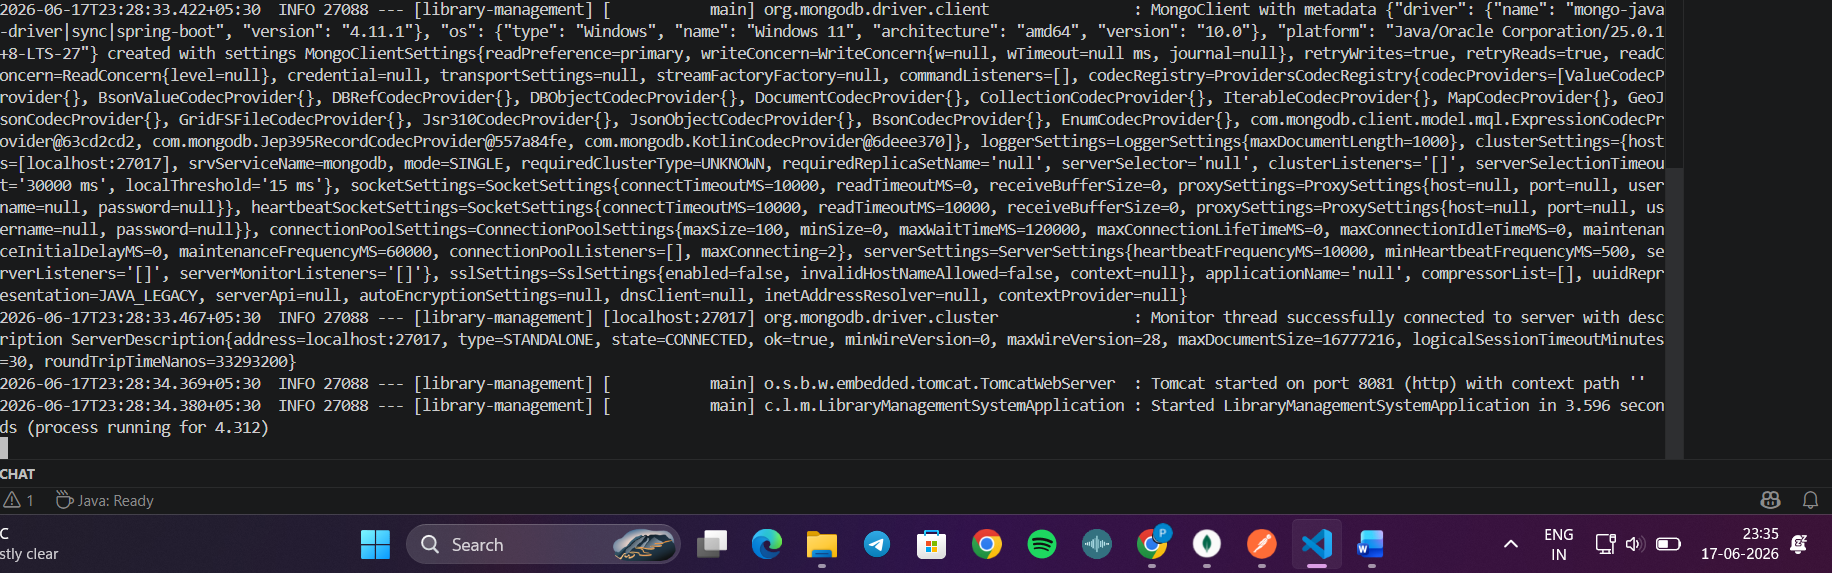 2026-06-17T23:28:33.422+05:30  INFO 27088 --- [library-management] [           main] org.mongodb.driver.client                : MongoClient with metadata {"driver": {"name": "mongo-java
-driver|sync|spring-boot", "version": "4.11.1"}, "os": {"type": "Windows", "name": "Windows 11", "architecture": "amd64", "version": "10.0"}, "platform": "Java/Oracle Corporation/25.0.1
+8-LTS-27"} created with settings MongoClientSettings{readPreference=primary, writeConcern=WriteConcern{w=null, wTimeout=null ms, journal=null}, retryWrites=true, retryReads=true, readC
oncern=ReadConcern{level=null}, credential=null, transportSettings=null, streamFactoryFactory=null, commandListeners=[], codecRegistry=ProvidersCodecRegistry{codecProviders=[ValueCodecP
rovider{}, BsonValueCodecProvider{}, DBRefCodecProvider{}, DBObjectCodecProvider{}, DocumentCodecProvider{}, CollectionCodecProvider{}, IterableCodecProvider{}, MapCodecProvider{}, GeoJ
sonCodecProvider{}, GridFSFileCodecProvider{}, Jsr310CodecProvider{}, JsonObjectCodecProvider{}, BsonCodecProvider{}, EnumCodecProvider{}, com.mongodb.client.model.mql.ExpressionCodecPr
ovider@63cd2cd2, com.mongodb.Jep395RecordCodecProvider@557a84fe, com.mongodb.KotlinCodecProvider@6deee370]}, loggerSettings=LoggerSettings{maxDocumentLength=1000}, clusterSettings={host
s=[localhost:27017], srvServiceName=mongodb, mode=SINGLE, requiredClusterType=UNKNOWN, requiredReplicaSetName='null', serverSelector='null', clusterListeners='[]', serverSelectionTimeou
t='30000 ms', localThreshold='15 ms'}, socketSettings=SocketSettings{connectTimeoutMS=10000, readTimeoutMS=0, receiveBufferSize=0, proxySettings=ProxySettings{host=null, port=null, user
name=null, password=null}}, heartbeatSocketSettings=SocketSettings{connectTimeoutMS=10000, readTimeoutMS=10000, receiveBufferSize=0, proxySettings=ProxySettings{host=null, port=null, us
ername=null, password=null}}, connectionPoolSettings=ConnectionPoolSettings{maxSize=100, minSize=0, maxWaitTimeMS=120000, maxConnectionLifeTimeMS=0, maxConnectionIdleTimeMS=0, maintenan
ceInitialDelayMS=0, maintenanceFrequencyMS=60000, connectionPoolListeners=[], maxConnecting=2}, serverSettings=ServerSettings{heartbeatFrequencyMS=10000, minHeartbeatFrequencyMS=500, se
rverListeners='[]', serverMonitorListeners='[]'}, sslSettings=SslSettings{enabled=false, invalidHostNameAllowed=false, context=null}, applicationName='null', compressorList=[], uuidRepr
esentation=JAVA_LEGACY, serverApi=null, autoEncryptionSettings=null, dnsClient=null, inetAddressResolver=null, contextProvider=null}
2026-06-17T23:28:33.467+05:30  INFO 27088 --- [library-management] [localhost:27017] org.mongodb.driver.cluster               : Monitor thread successfully connected to server with desc
ription ServerDescription{address=localhost:27017, type=STANDALONE, state=CONNECTED, ok=true, minWireVersion=0, maxWireVersion=28, maxDocumentSize=16777216, logicalSessionTimeoutMinutes
=30, roundTripTimeNanos=33293200}
2026-06-17T23:28:34.369+05:30  INFO 27088 --- [library-management] [           main] o.s.b.w.embedded.tomcat.TomcatWebServer  : Tomcat started on port 8081 (http) with context path ''
2026-06-17T23:28:34.380+05:30  INFO 27088 --- [library-management] [           main] c.l.m.LibraryManagementSystemApplication : Started LibraryManagementSystemApplication in 3.596 secon
ds (process running for 4.312)
CHAT
1 Java: Ready
C
stly clear
Search
P
W
ENG
IN
23:35
17-06-2026